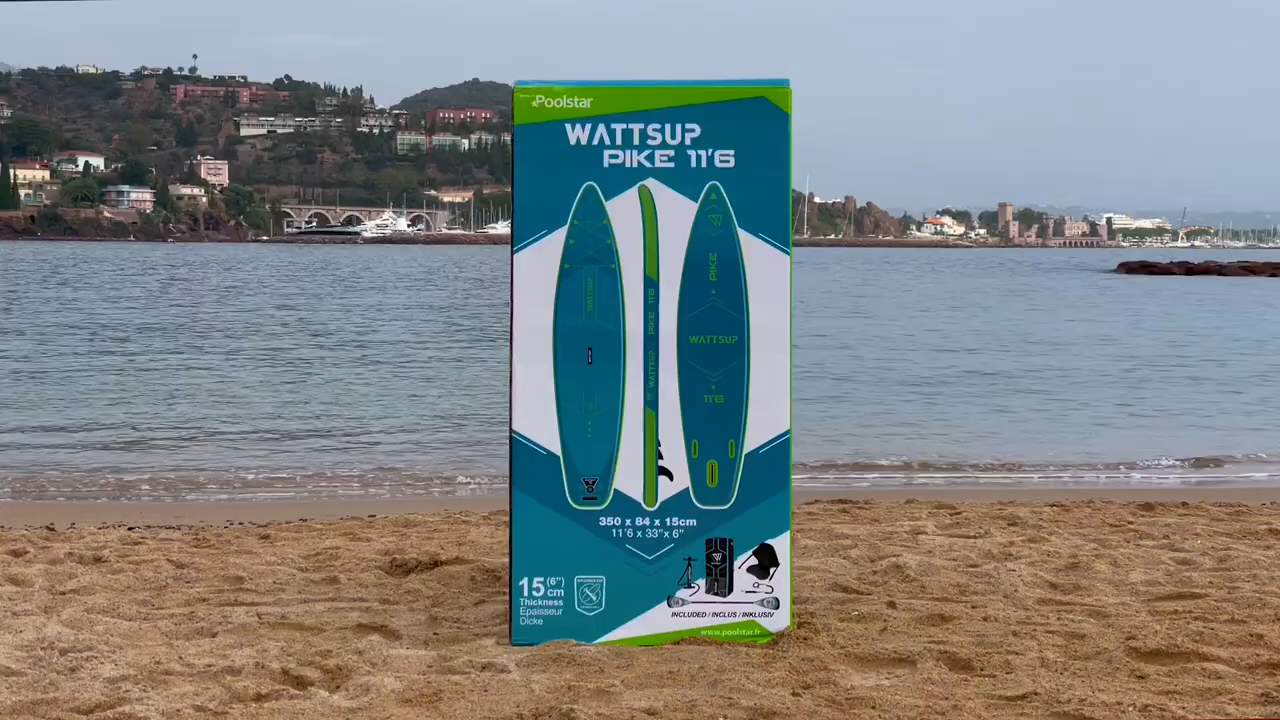 Poolstar
WATTSUP
PIKE 11'6
WATTSUP
WATTSUP PIKE 11'6
PIKE
WATTSUP
11'6
350 x 84 x 15cm
11'6 x 33"x 6"
15 (6") cm
Thickness
Epaisseur
Dicke
INCLUDED / INCLUS / INKLUSIV
www.poolstar.fr